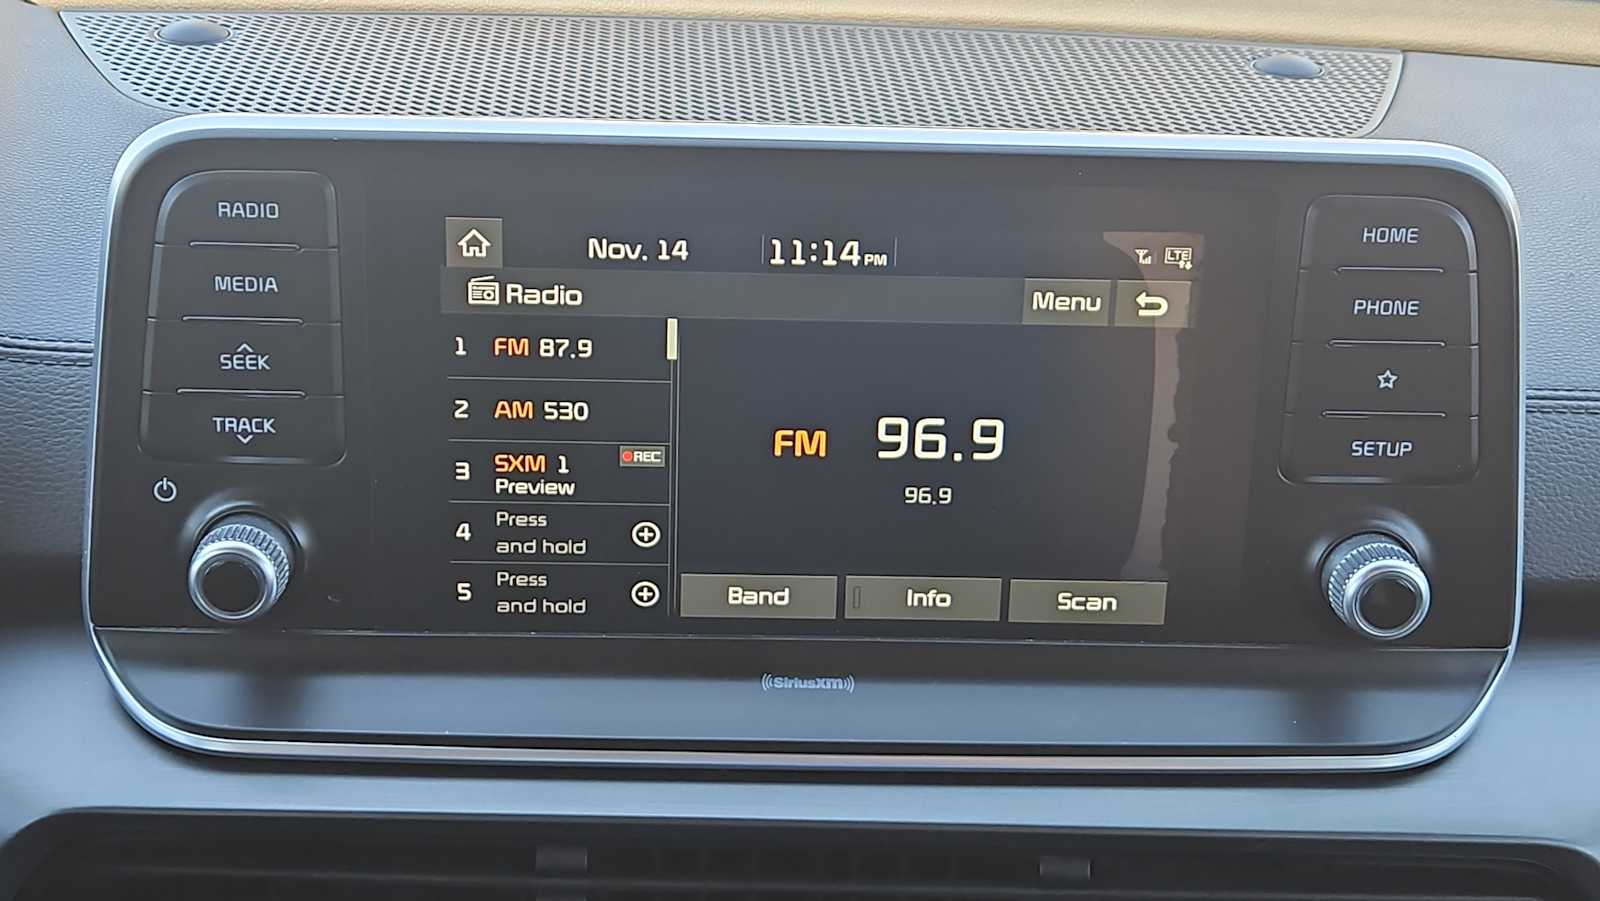 RADIO
MEDIA
SEEK
TRACK
Nov. 14 11:14 PM LTE
Radio Menu
1 FM 87.9
2 AM 530
3 SXM 1 REC
Preview
4 Press
and hold
5 Press
and hold
FM 96.9
96.9
Band Info Scan
HOME
PHONE
SETUP
SiriusXM